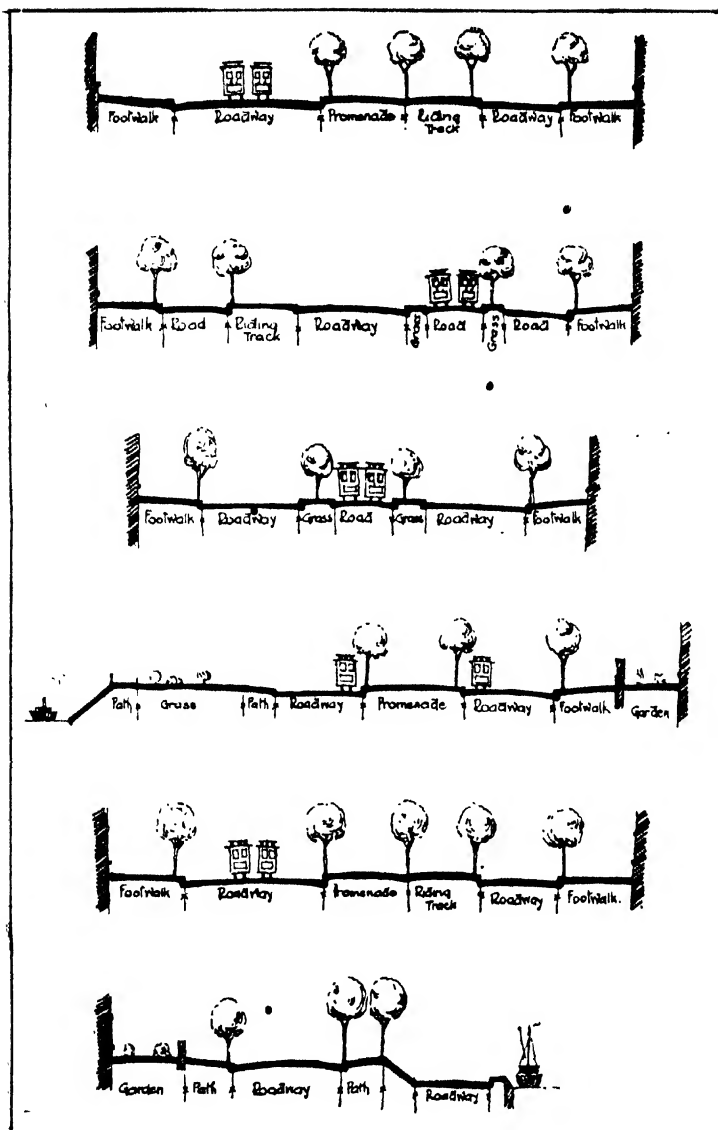 Footwalk Roadway Promenade Riding Track Roadway Footwalk
Footwalk Road Riding Track Roadway Grass Road Grass Road Footwalk
Footwalk Roadway Grass Road Grass Roadway Footwalk
Path Grass Path Roadway Promenade Roadway Footwalk Garden
Footwalk Roadway Promenade Riding Track Roadway Footwalk.
Garden Path Roadway Path Roadway